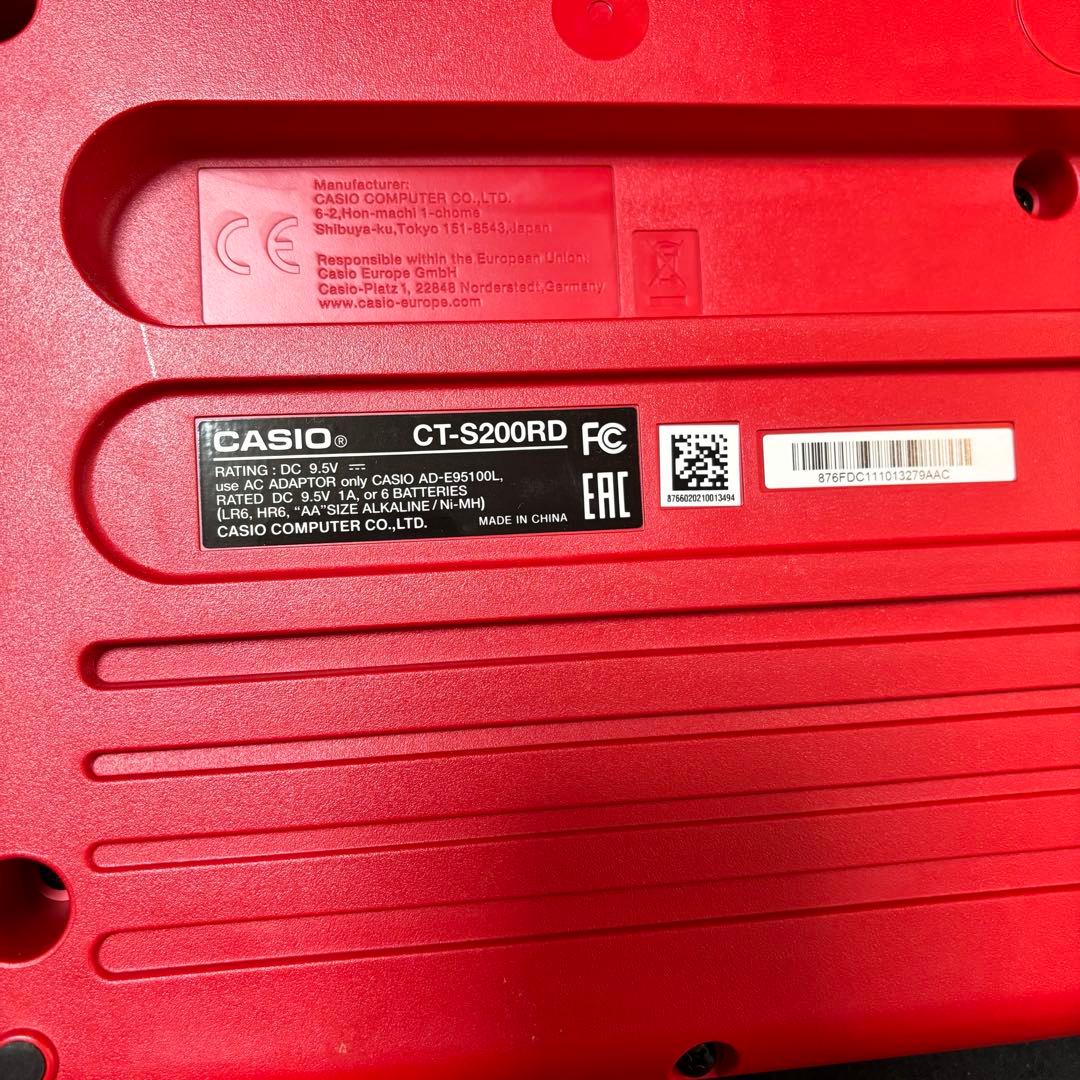 Manufacturer:
CASIO COMPUTER CO.,LTD.
6-2,Hon-machi 1-chome
Shibuya-ku,Tokyo 151-8543,Japan
Responsible within the European Union:
Casio Europe GmbH
Casio-Platz 1, 22848 Norderstedt,Germany
www.casio-europe.com
CE
CASIO® CT-S200RD
RATING : DC 9.5V ⎓
use AC ADAPTOR only CASIO AD-E95100L,
RATED DC 9.5V 1A, or 6 BATTERIES
(LR6, HR6, "AA"SIZE ALKALINE / Ni-MH)
CASIO COMPUTER CO.,LTD. MADE IN CHINA
FC
EAC
8766020210013494
876FDC111013279AAC